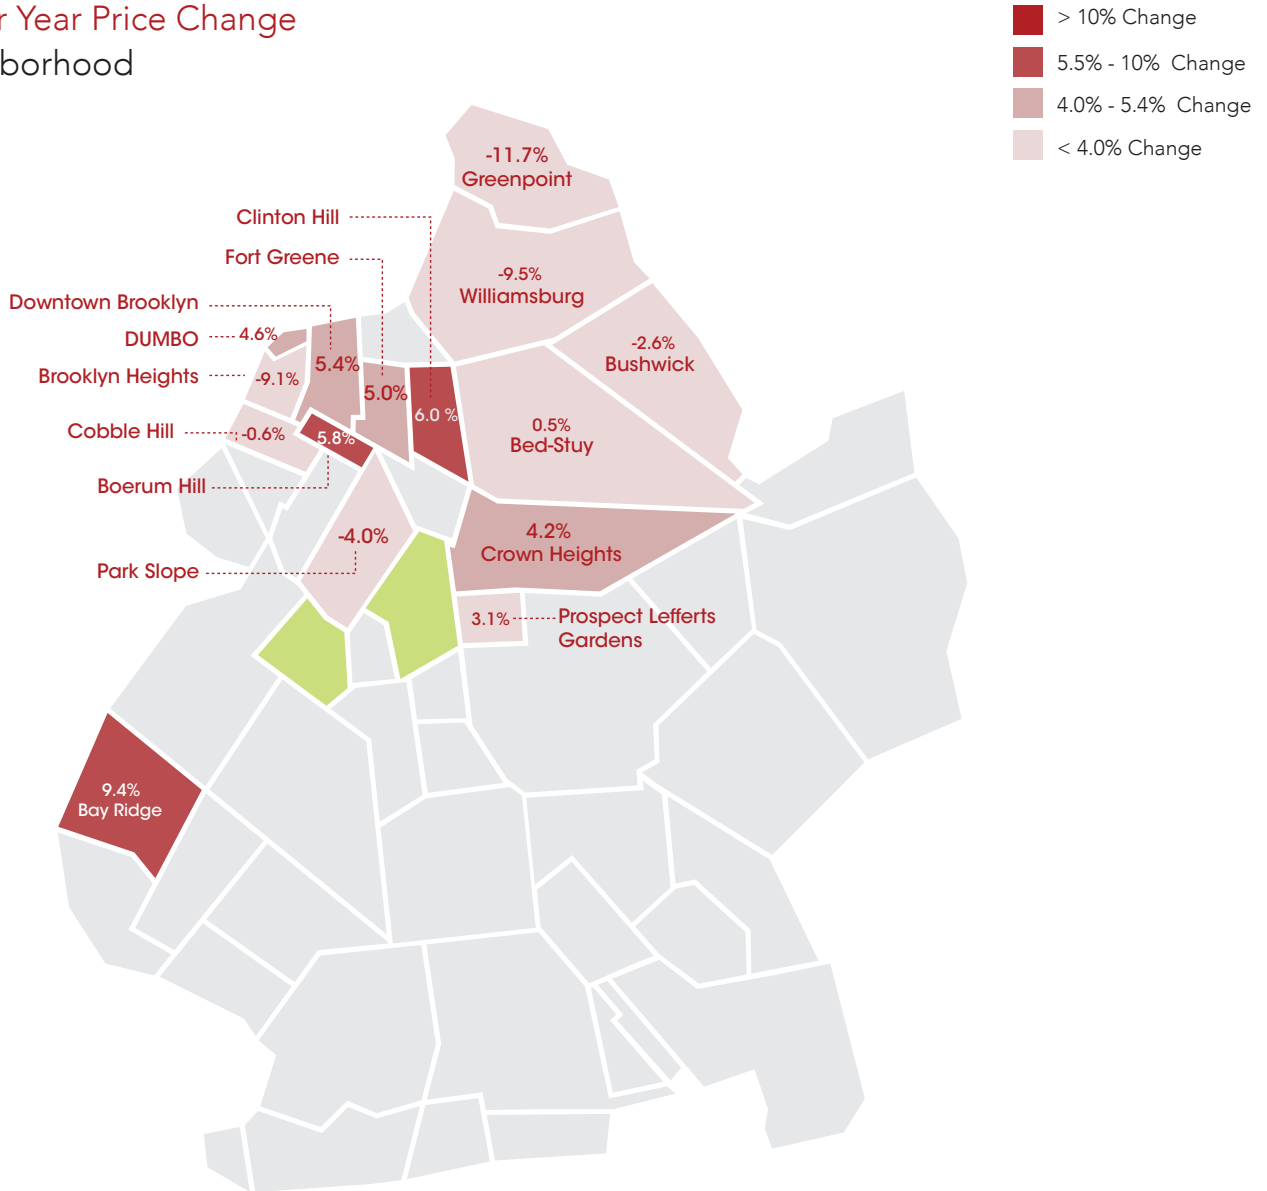 r Year Price Change
borhood
> 10% Change
5.5% - 10% Change
4.0% - 5.4% Change
< 4.0% Change
-11.7%
Greenpoint
Clinton Hill
Fort Greene
-9.5%
Williamsburg
Downtown Brooklyn
DUMBO
4.6%
-2.6%
Bushwick
5.4%
Brooklyn Heights
-9.1%
5.0%
6.0 %
Cobble Hill
-0.6%
5.8%
0.5%
Bed-Stuy
Boerum Hill
-4.0%
4.2%
Crown Heights
Park Slope
3.1%
Prospect Lefferts
Gardens
9.4%
Bay Ridge